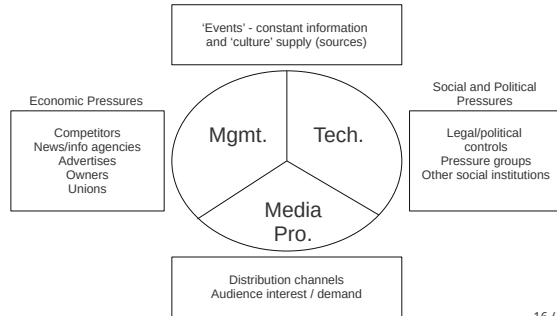 ‘Events’ - constant information
and ‘culture’ supply (sources)
Economic Pressures
Competitors
News/info agencies
Advertises
Owners
Unions
Mgmt.
Tech.
Media
Pro.
Social and Political
Pressures
Legal/political
controls
Pressure groups
Other social institutions
Distribution channels
Audience interest / demand